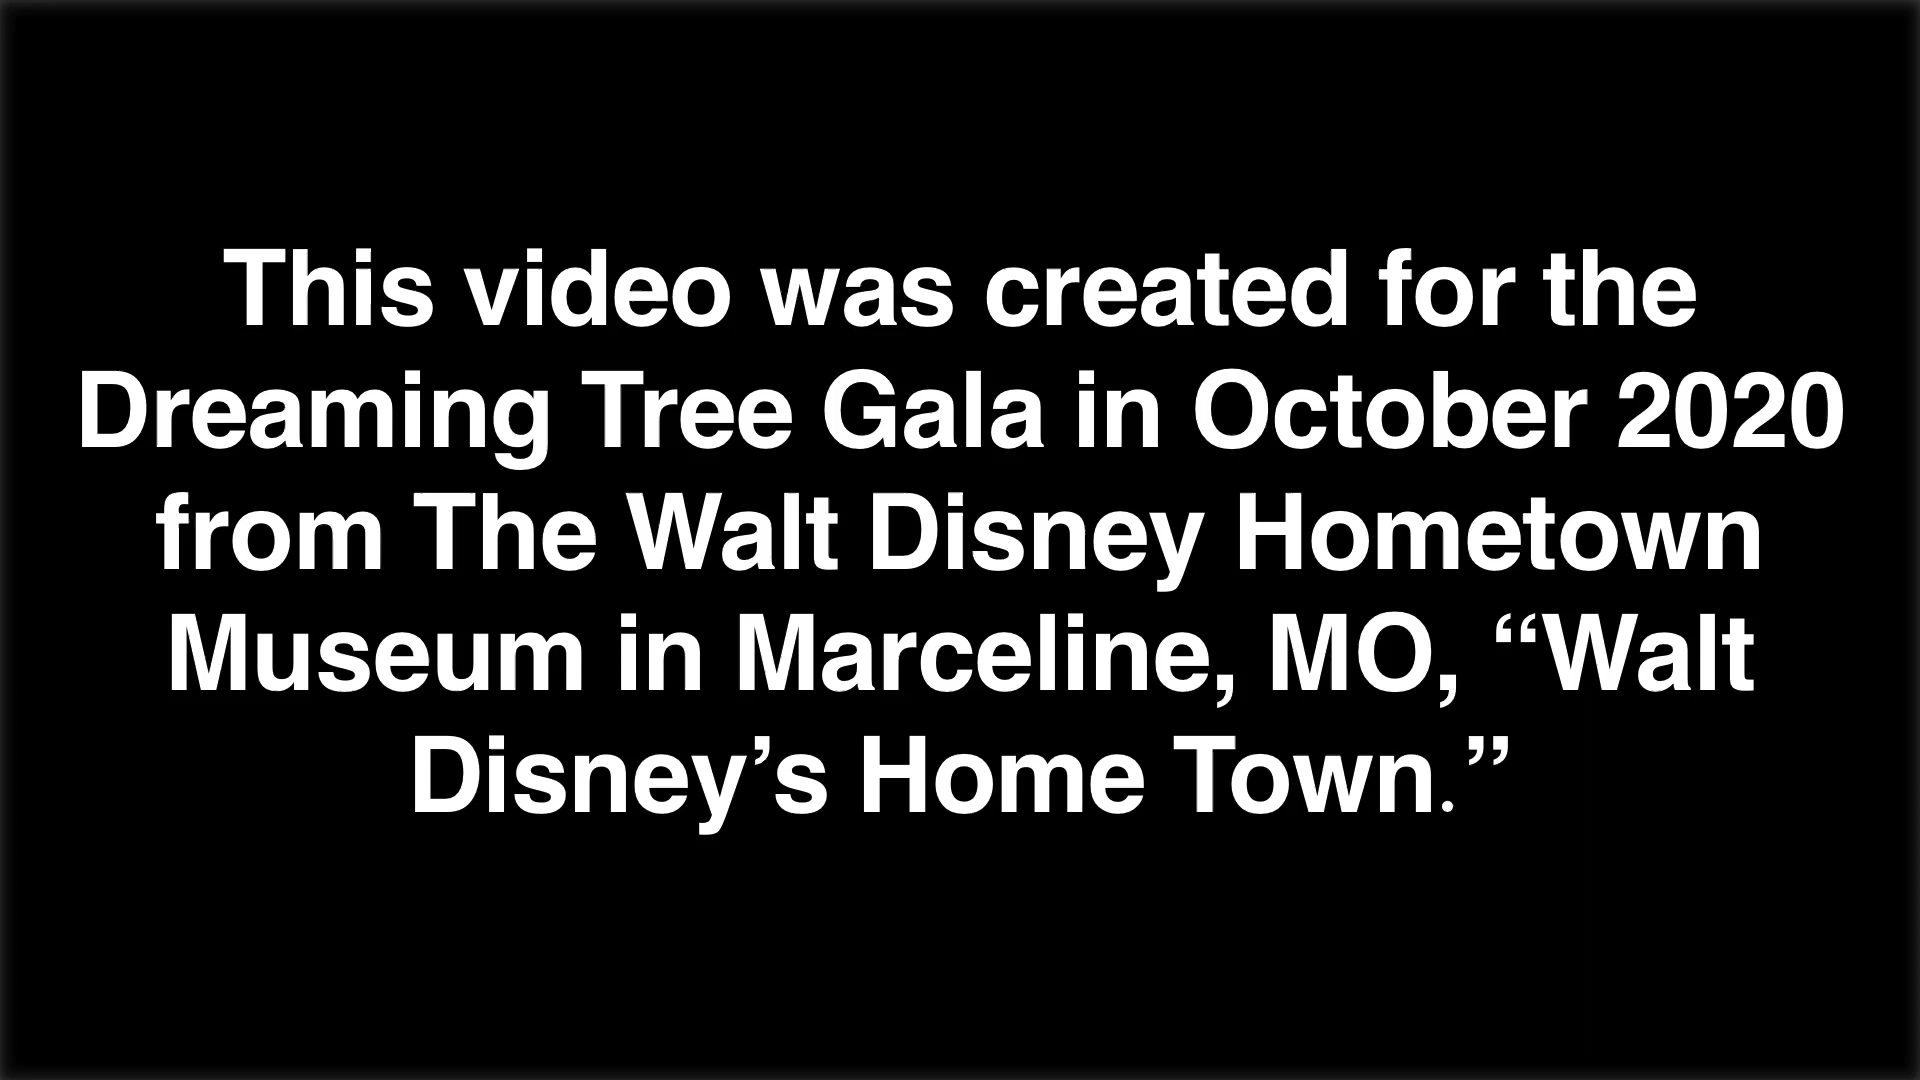 This video was created for the
Dreaming Tree Gala in October 2020
from The Walt Disney Hometown
Museum in Marceline, MO, “Walt
Disney’s Home Town.”